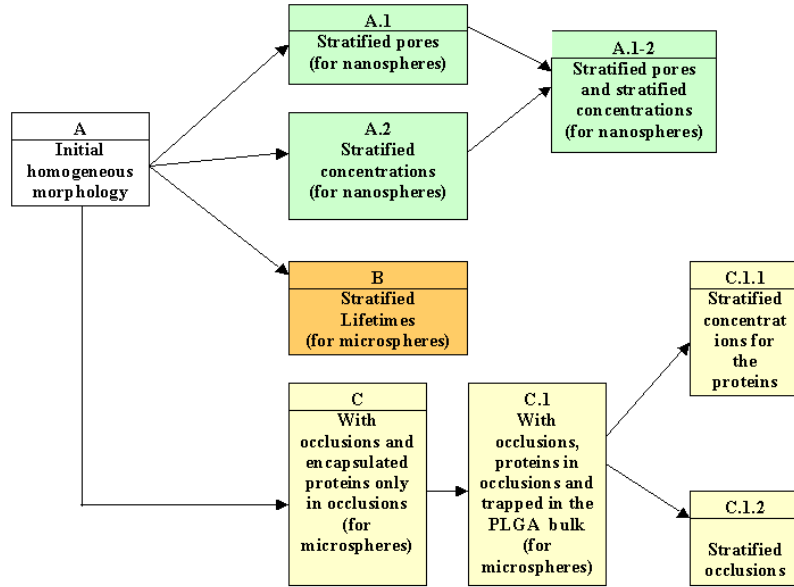 A
Initial
homogeneous
morphology
A.1
Stratified pores
(for nanospheres)
A.2
Stratified
concentrations
(for nanospheres)
A.1-2
Stratified pores
and stratified
concentrations
(for nanospheres)
B
Stratified
Lifetimes
(for microspheres)
C
With
occlusions and
encapsulated
proteins only
in occlusions
(for
microspheres)
C.1
With
occlusions,
proteins in
occlusions and
trapped in the
PLGA bulk
(for
microspheres)
C.1.1
Stratified
concentrat
ions for
the
proteins
C.1.2
Stratified
occlusions